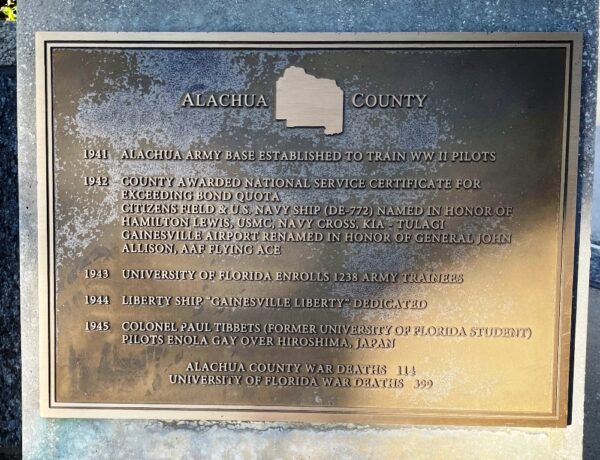 ALACHUA COUNTY
1941 ALACHUA ARMY BASE ESTABLISHED TO TRAIN WW II PILOTS
1942 COUNTY AWARDED NATIONAL SERVICE CERTIFICATE FOR
EXCEEDING BOND QUOTA
CITIZENS FIELD & U.S. NAVY SHIP (DE-772) NAMED IN HONOR OF
HAMILTON LEWIS, USMC, NAVY CROSS, KIA - TULAGI
GAINESVILLE AIRPORT RENAMED IN HONOR OF GENERAL JOHN
ALLISON, AAF FLYING ACE
1943 UNIVERSITY OF FLORIDA ENROLLS 1238 ARMY TRAINEES
1944 LIBERTY SHIP "GAINESVILLE LIBERTY" DEDICATED
1945 COLONEL PAUL TIBBETS (FORMER UNIVERSITY OF FLORIDA STUDENT)
PILOTS ENOLA GAY OVER HIROSHIMA, JAPAN
ALACHUA COUNTY WAR DEATHS 114
UNIVERSITY OF FLORIDA WAR DEATHS 399